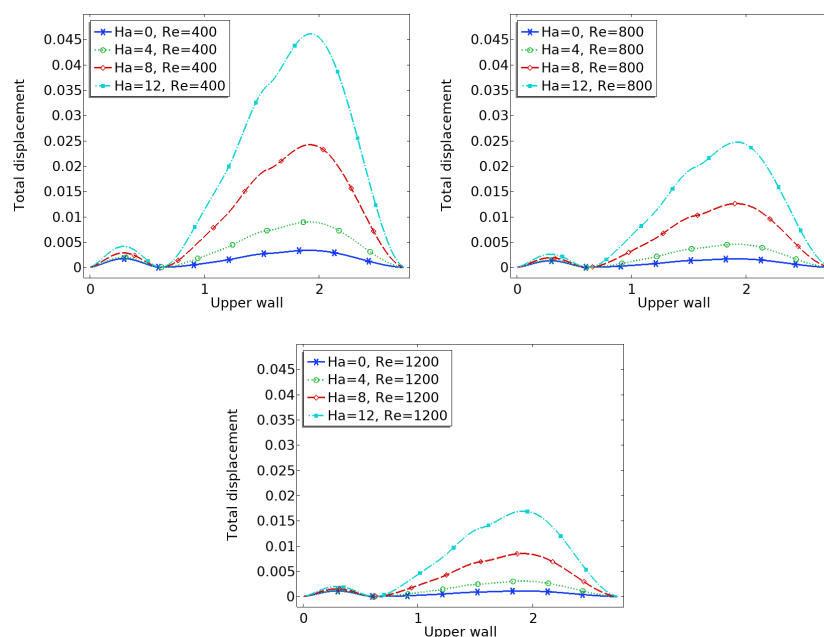 Total displacement
0.045
0.04
0.035
0.03
0.025
0.02
0.015
0.01
0.005
0
Ha=0, Re=400
Ha=4, Re=400
Ha=8, Re=400
Ha=12, Re=400
0 1 2
Upper wall
Total displacement
0.045
0.04
0.035
0.03
0.025
0.02
0.015
0.01
0.005
0
Ha=0, Re=800
Ha=4, Re=800
Ha=8, Re=800
Ha=12, Re=800
0 1 2
Upper wall
Total displacement
0.045
0.04
0.035
0.03
0.025
0.02
0.015
0.01
0.005
0
Ha=0, Re=1200
Ha=4, Re=1200
Ha=8, Re=1200
Ha=12, Re=1200
0 1 2
Upper wall